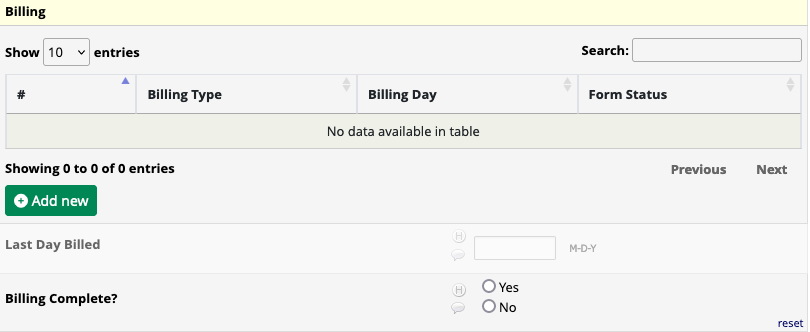 Billing
Show 10 entries Search:
# Billing Type Billing Day Form Status
No data available in table
Showing 0 to 0 of 0 entries Previous Next
Add new
Last Day Billed H M-D-Y
Billing Complete? H Yes
No
reset